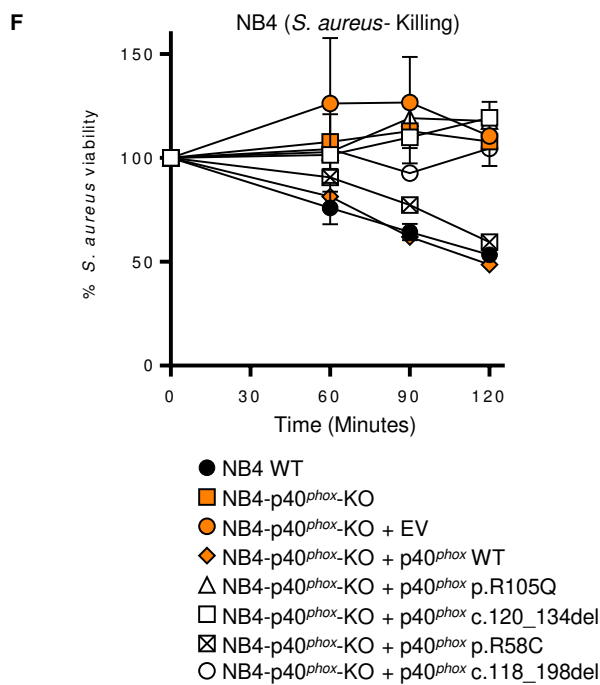 F
NB4 (S. aureus- Killing)
% S. aureus viability
150
100
50
0
0 30 60 90 120
Time (Minutes)
NB4 WT
NB4-p40phox-KO
NB4-p40phox-KO + EV
NB4-p40phox-KO + p40phox WT
NB4-p40phox-KO + p40phox p.R105Q
NB4-p40phox-KO + p40phox c.120_134del
NB4-p40phox-KO + p40phox p.R58C
NB4-p40phox-KO + p40phox c.118_198del